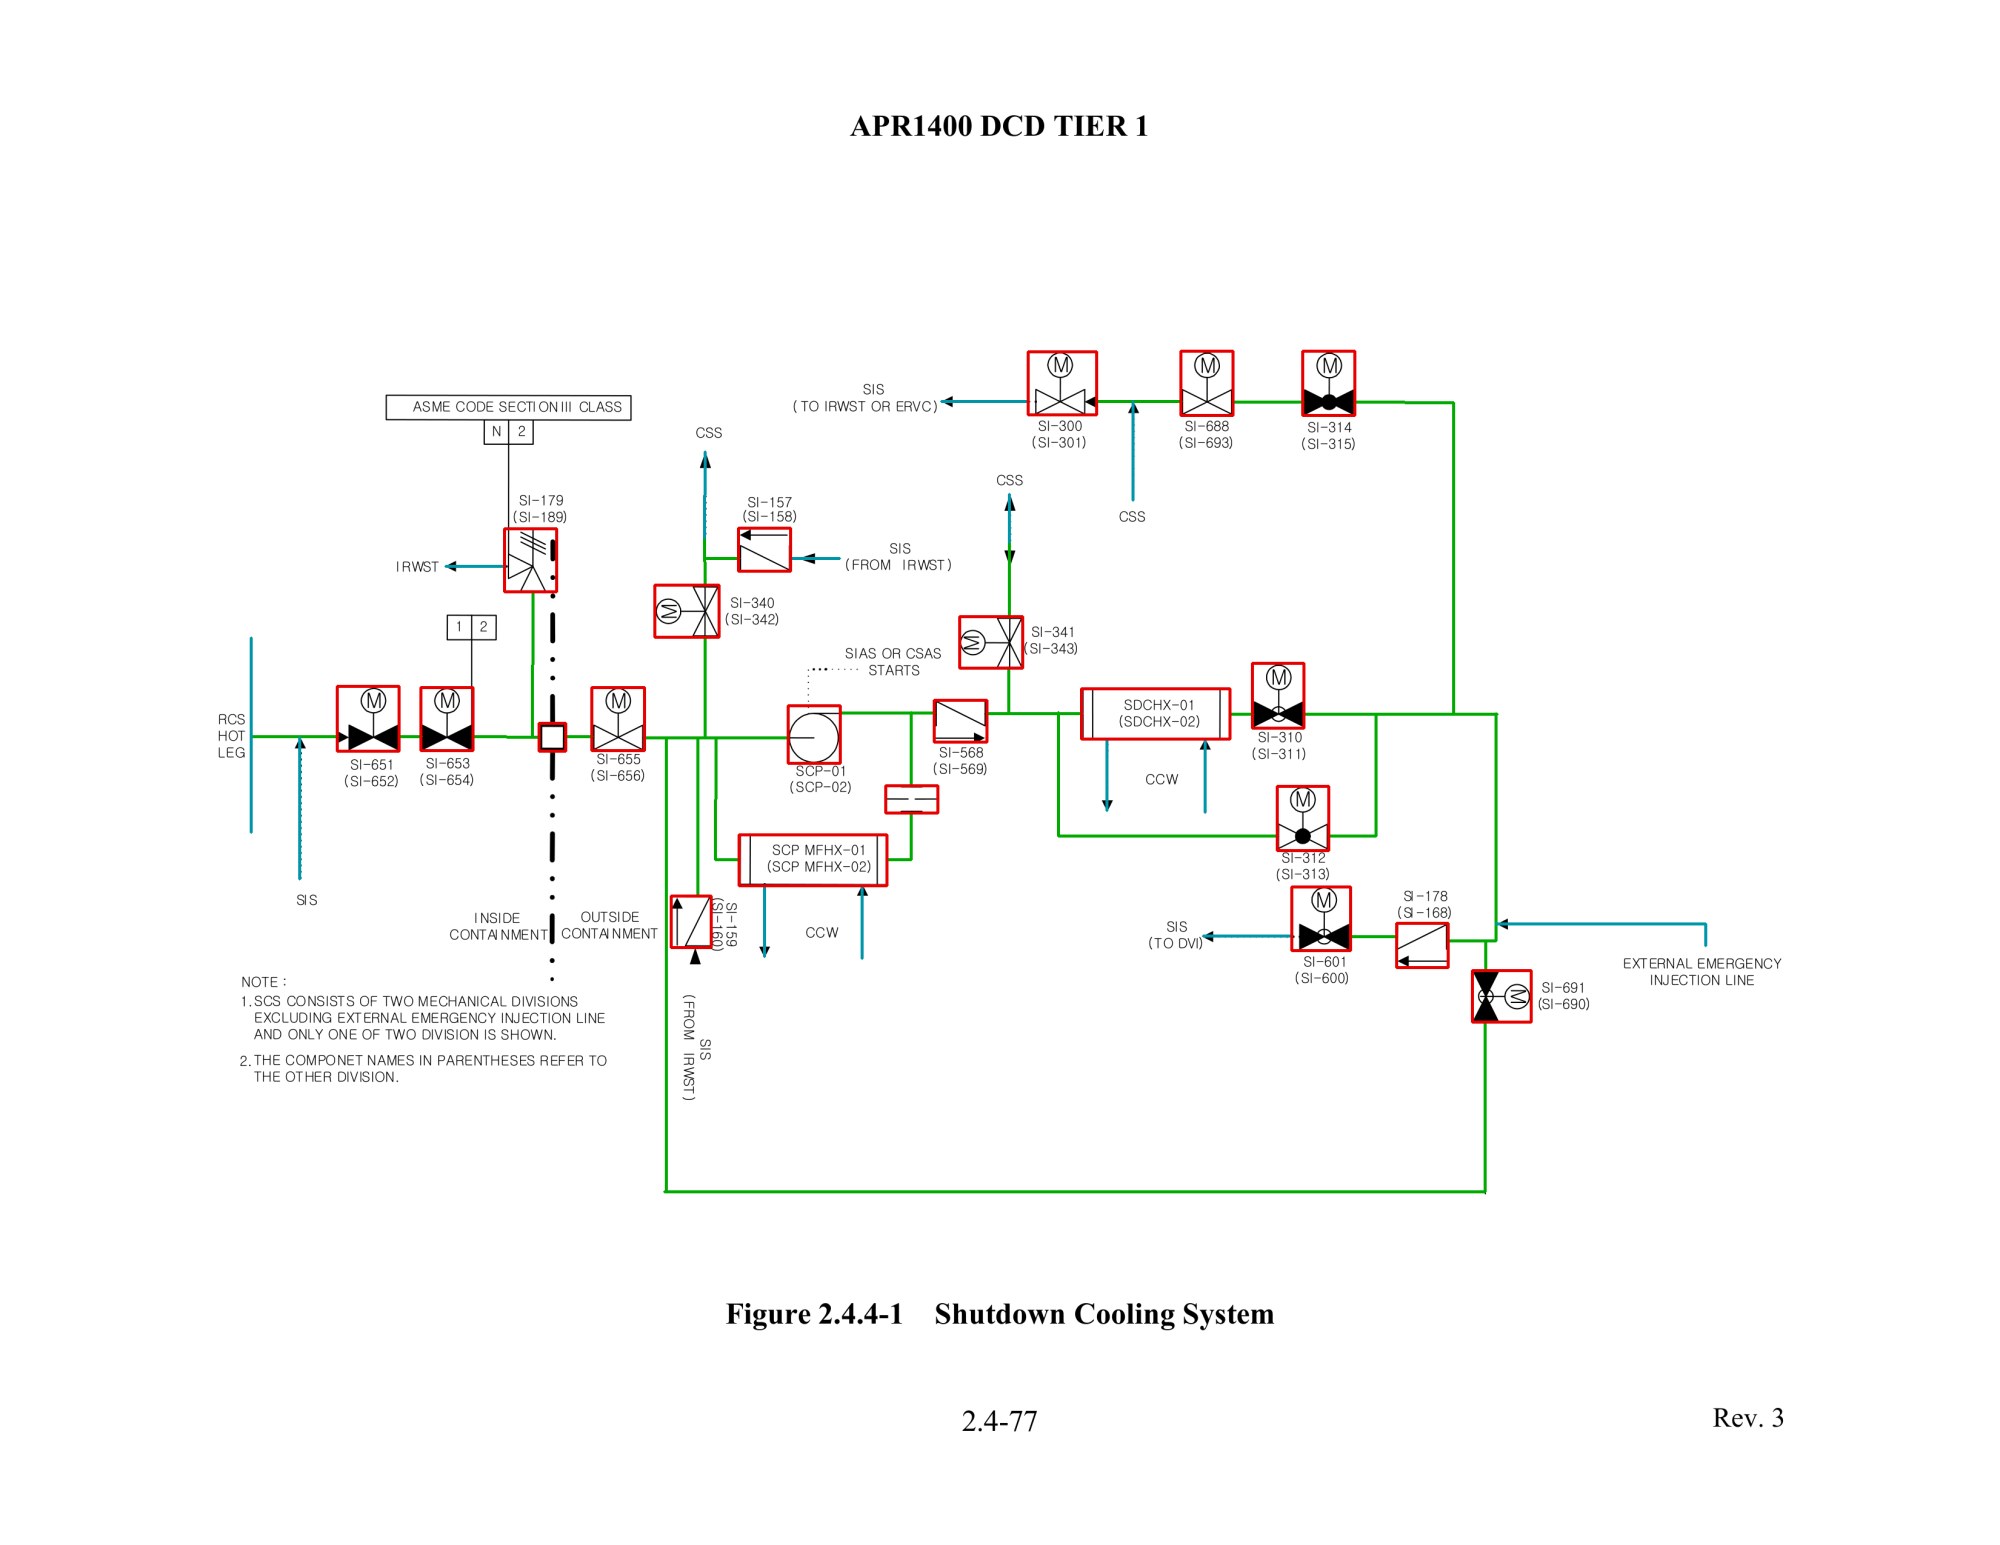 APR1400 DCD TIER 1
ASME CODE SECTION III CLASS
N 2
SI-179
(SI-189)
IRWST
1 2
RCS
HOT
LEG
M
SI-651
(SI-652)
M
SI-653
(SI-654)
SIS
INSIDE
CONTAINMENT
OUTSIDE
CONTAINMENT
M
SI-655
(SI-656)
CSS
SI-157
(SI-158)
SIS
(FROM IRWST)
M
SI-340
(SI-342)
SIAS OR CSAS
STARTS
SCP-01
(SCP-02)
SCP MFHX-01
(SCP MFHX-02)
CCW
SI-159
(SI-160)
SIS
(FROM IRWST)
SI-568
(SI-569)
CSS
M
SI-341
(SI-343)
SIS
(TO IRWST OR ERVC)
M
SI-300
(SI-301)
CSS
M
SI-688
(SI-693)
M
SI-314
(SI-315)
SDCHX-01
(SDCHX-02)
CCW
M
SI-310
(SI-311)
M
SI-312
(SI-313)
SIS
(TO DVI)
M
SI-601
(SI-600)
SI-178
(SI-168)
EXTERNAL EMERGENCY
INJECTION LINE
M
SI-691
(SI-690)
NOTE :
1. SCS CONSISTS OF TWO MECHANICAL DIVISIONS
EXCLUDING EXTERNAL EMERGENCY INJECTION LINE
AND ONLY ONE OF TWO DIVISION IS SHOWN.
2. THE COMPONET NAMES IN PARENTHESES REFER TO
THE OTHER DIVISION.
Figure 2.4.4-1 Shutdown Cooling System
2.4-77
Rev. 3